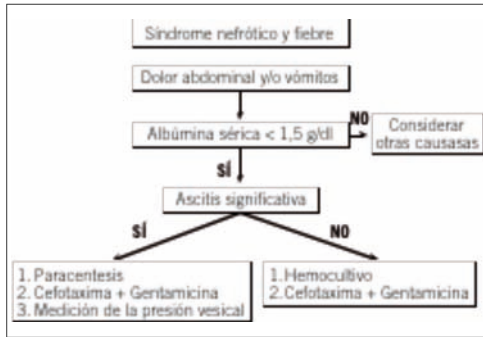 Síndrome nefrótico y fiebre
Dolor abdominal y/o vómitos
Albúmina sérica < 1,5 g/dl
NO
Considerar
otras causasas
SÍ
Ascitis significativa
SÍ
NO
1. Paracentesis
2. Cefotaxima + Gentamicina
3. Medición de la presión vesical
1. Hemocultivo
2. Cefotaxima + Gentamicina